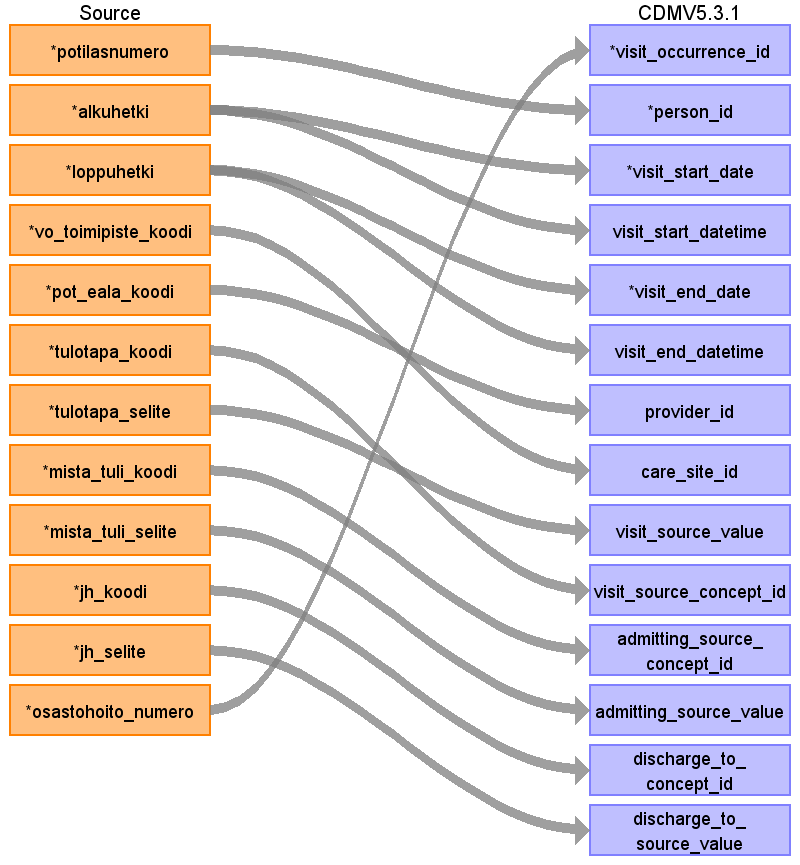 Source
CDMV5.3.1
*potilasnumero
*visit_occurrence_id
*alkuhetki
*person_id
*loppuhetki
*visit_start_date
*vo_toimipiste_koodi
visit_start_datetime
*pot_eala_koodi
*visit_end_date
*tulotapa_koodi
visit_end_datetime
*tulotapa_selite
provider_id
*mista_tuli_koodi
care_site_id
*mista_tuli_selite
visit_source_value
*jh_koodi
visit_source_concept_id
*jh_selite
admitting_source_
concept_id
*osastohoito_numero
admitting_source_value
discharge_to_
concept_id
discharge_to_
source_value